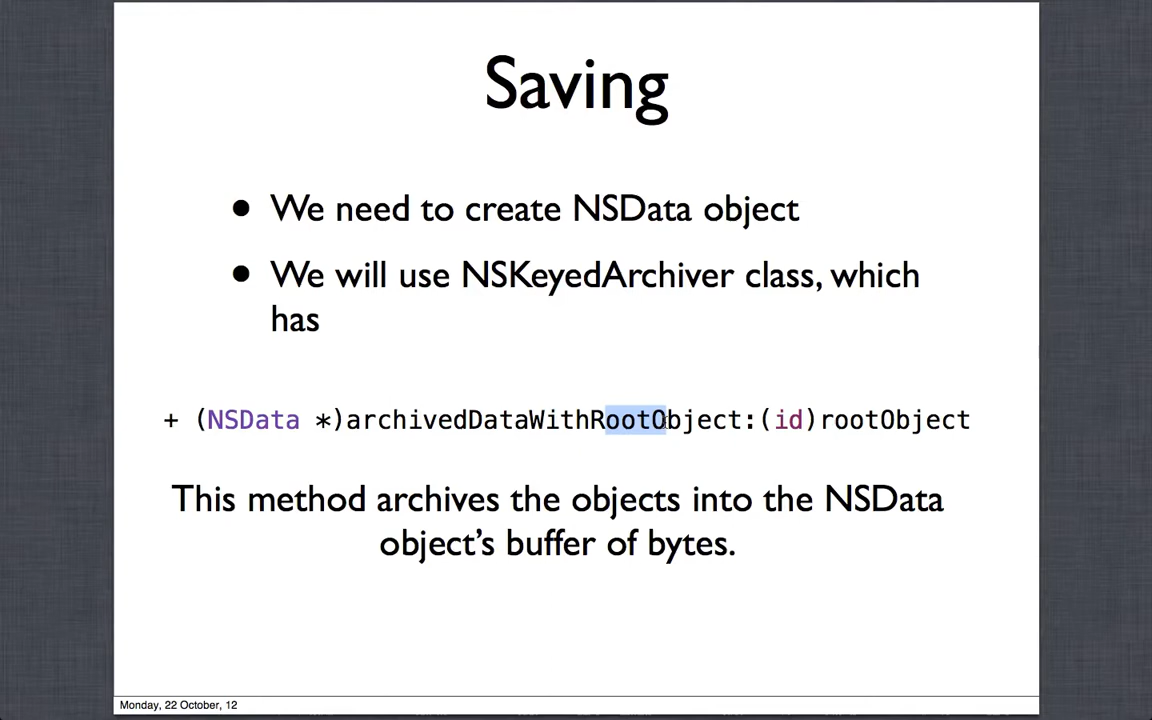 Saving
• We need to create NSData object
• We will use NSKeyedArchiver class, which
has
+ (NSData *)archivedDataWithRootObject:(id)rootObject
This method archives the objects into the NSData
object’s buffer of bytes.
Monday, 22 October, 12